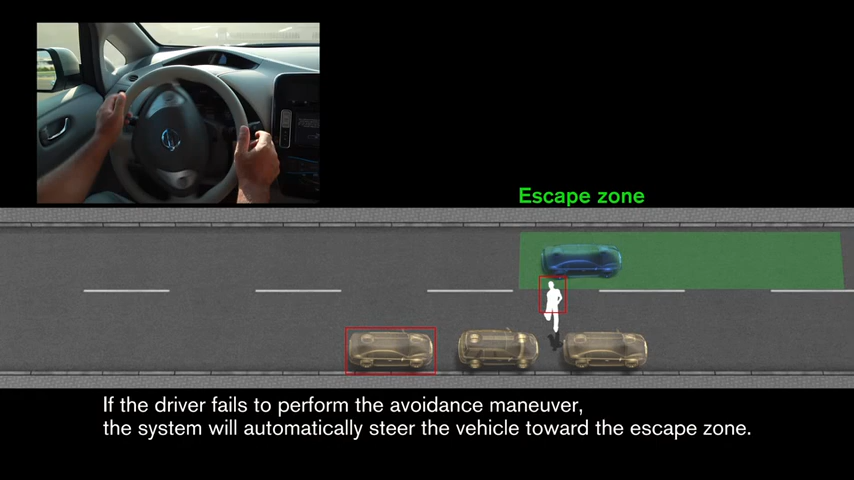 Escape zone
If the driver fails to perform the avoidance maneuver,
the system will automatically steer the vehicle toward the escape zone.